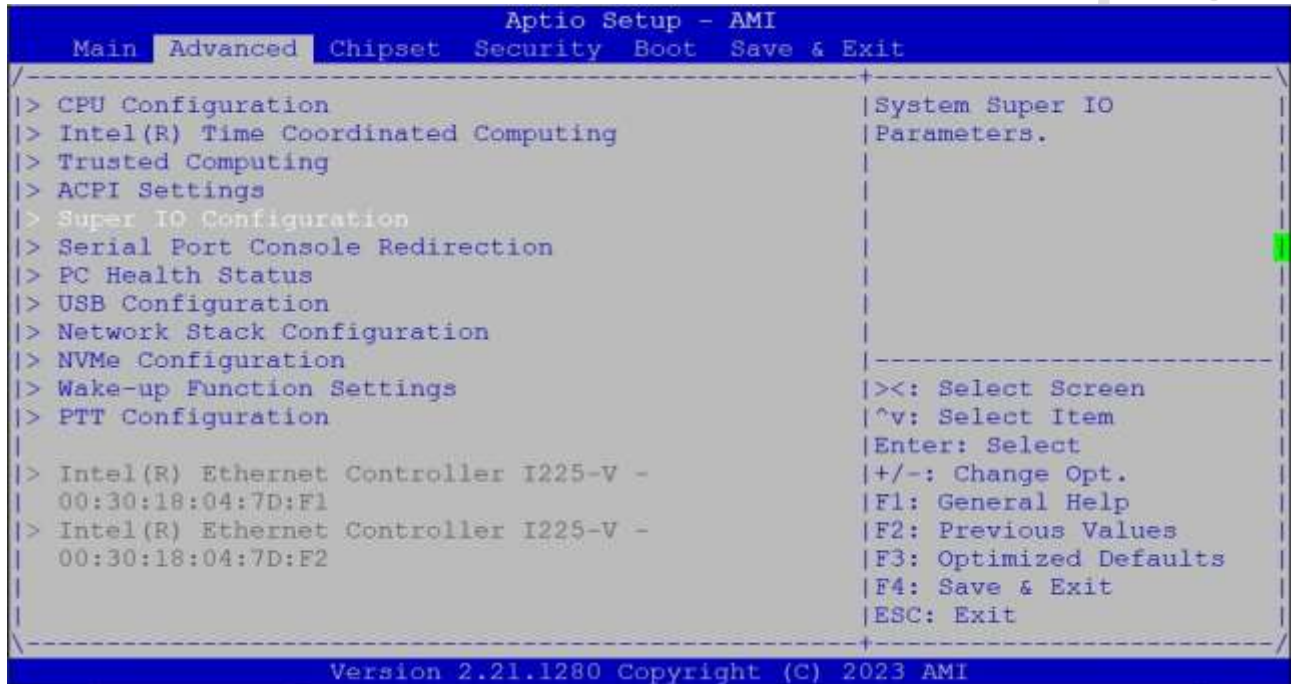 Aptio Setup - AMI
Main Advanced Chipset Security Boot Save & Exit
> CPU Configuration
> Intel(R) Time Coordinated Computing
> Trusted Computing
> ACPI Settings
> Super IO Configuration
> Serial Port Console Redirection
> PC Health Status
> USB Configuration
> Network Stack Configuration
> NVMe Configuration
> Wake-up Function Settings
> PTT Configuration
> Intel(R) Ethernet Controller I225-V -
00:30:18:04:7D:F1
> Intel(R) Ethernet Controller I225-V -
00:30:18:04:7D:F2
System Super IO
Parameters.
><: Select Screen
^v: Select Item
Enter: Select
+/-: Change Opt.
F1: General Help
F2: Previous Values
F3: Optimized Defaults
F4: Save & Exit
ESC: Exit
Version 2.21.1280 Copyright (C) 2023 AMI